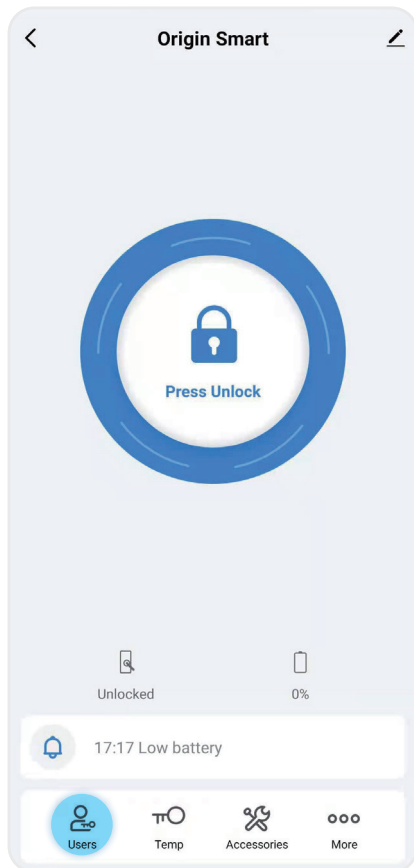 Origin Smart
Press Unlock
Unlocked 0%
17:17 Low battery
Users Temp Accessories More